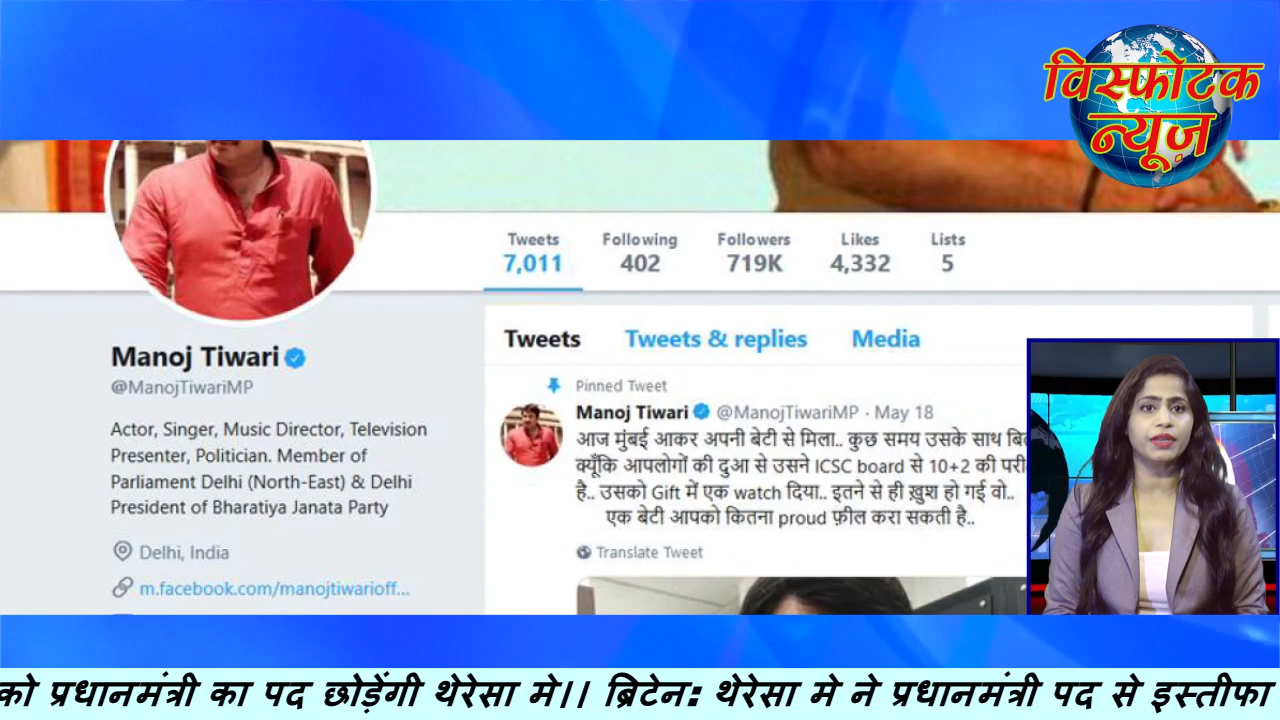 विस्फोटक
न्यूज़
Tweets Following Followers Likes Lists
7,011 402 719K 4,332 5
Manoj Tiwari
@ManojTiwariMP
Actor, Singer, Music Director, Television
Presenter, Politician. Member of
Parliament Delhi (North-East) & Delhi
President of Bharatiya Janata Party
Delhi, India
m.facebook.com/manojtiwarioff...
Tweets Tweets & replies Media
Pinned Tweet
Manoj Tiwari @ManojTiwariMP · May 18
आज मुंबई आकर अपनी बेटी से मिला.. कुछ समय उसके साथ
क्यूँकि आपलोगों की दुआ से उसने ICSC board से 10+2 की
है.. उसको Gift में एक watch दिया.. इतने से ही ख़ुश हो गई वो..
एक बेटी आपको कितना proud फ़ील करा सकती है..
Translate Tweet
को प्रधानमंत्री का पद छोड़ेंगी थेरेसा मे।। ब्रिटेन: थेरेसा मे ने प्रधानमंत्री पद से इस्तीफा